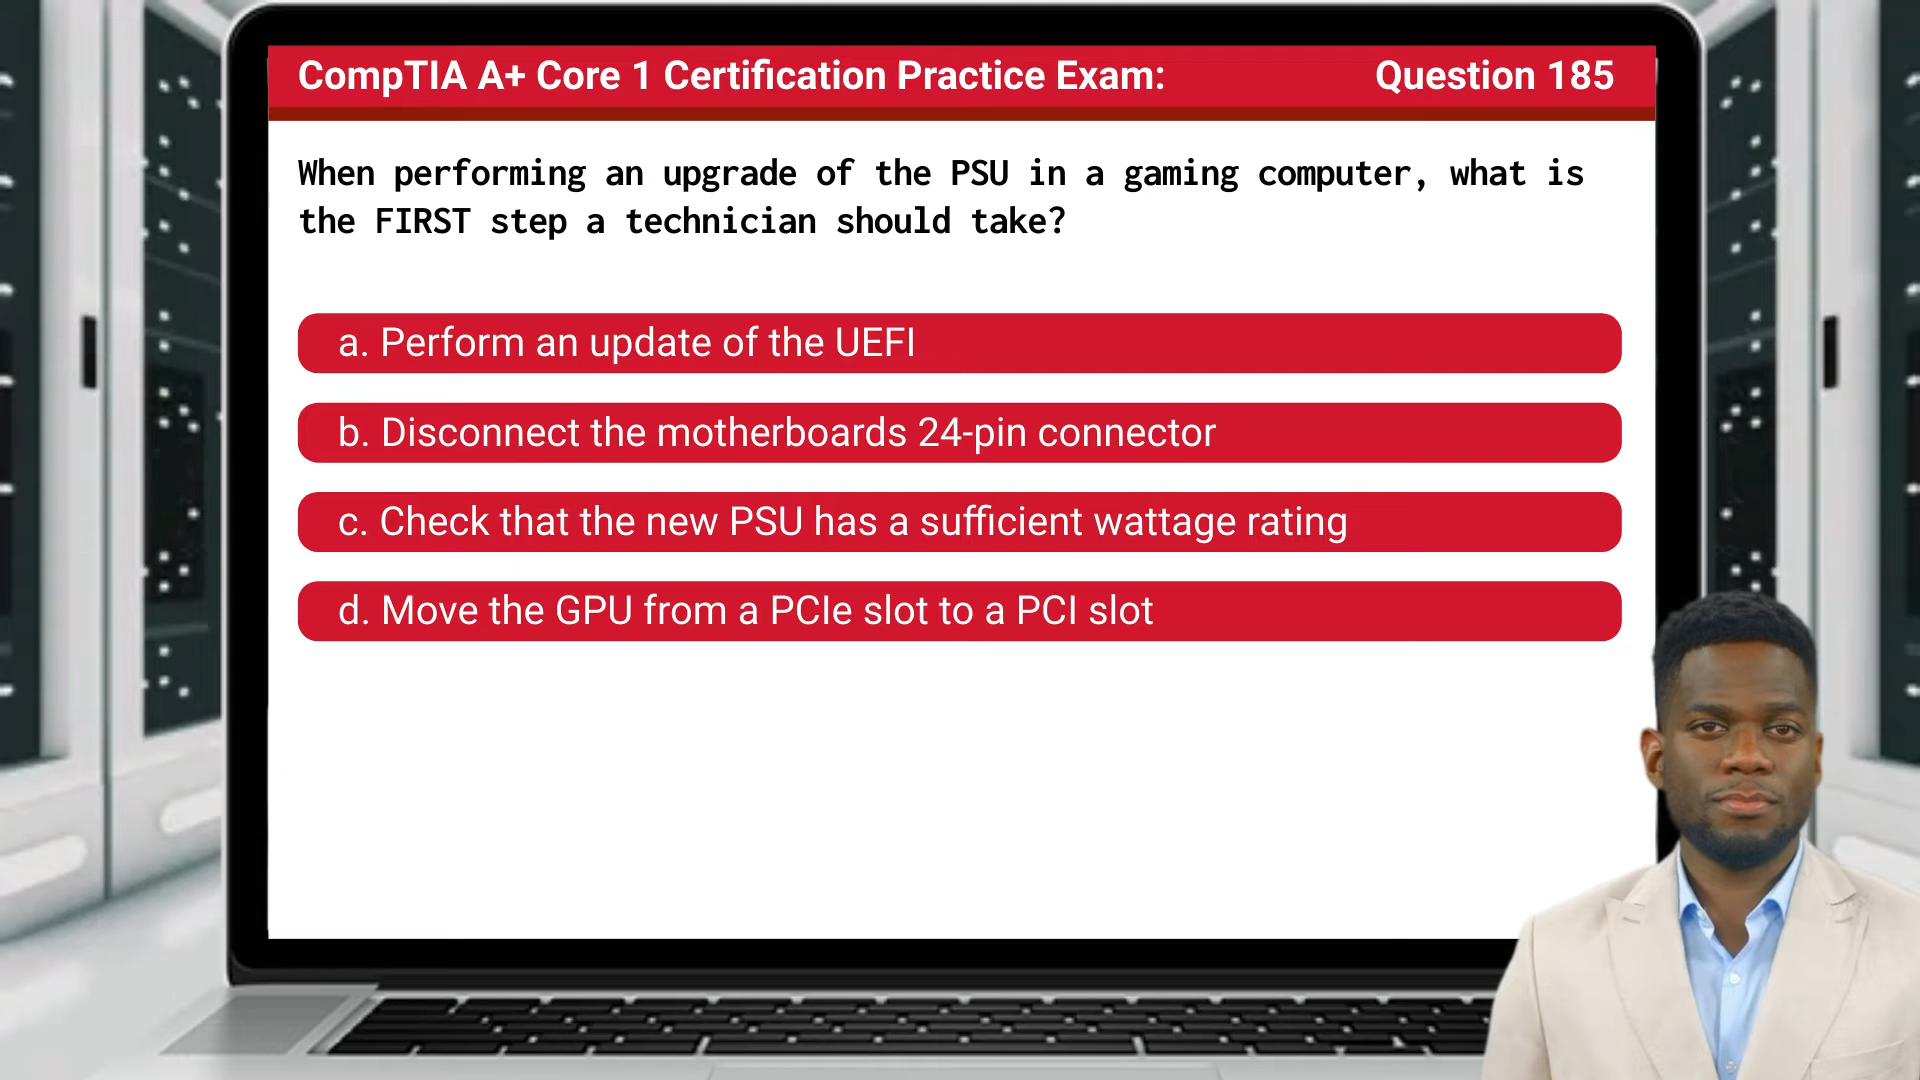 CompTIA A+ Core 1 Certification Practice Exam: Question 185
When performing an upgrade of the PSU in a gaming computer, what is
the FIRST step a technician should take?
a. Perform an update of the UEFI
b. Disconnect the motherboards 24-pin connector
c. Check that the new PSU has a sufficient wattage rating
d. Move the GPU from a PCIe slot to a PCI slot